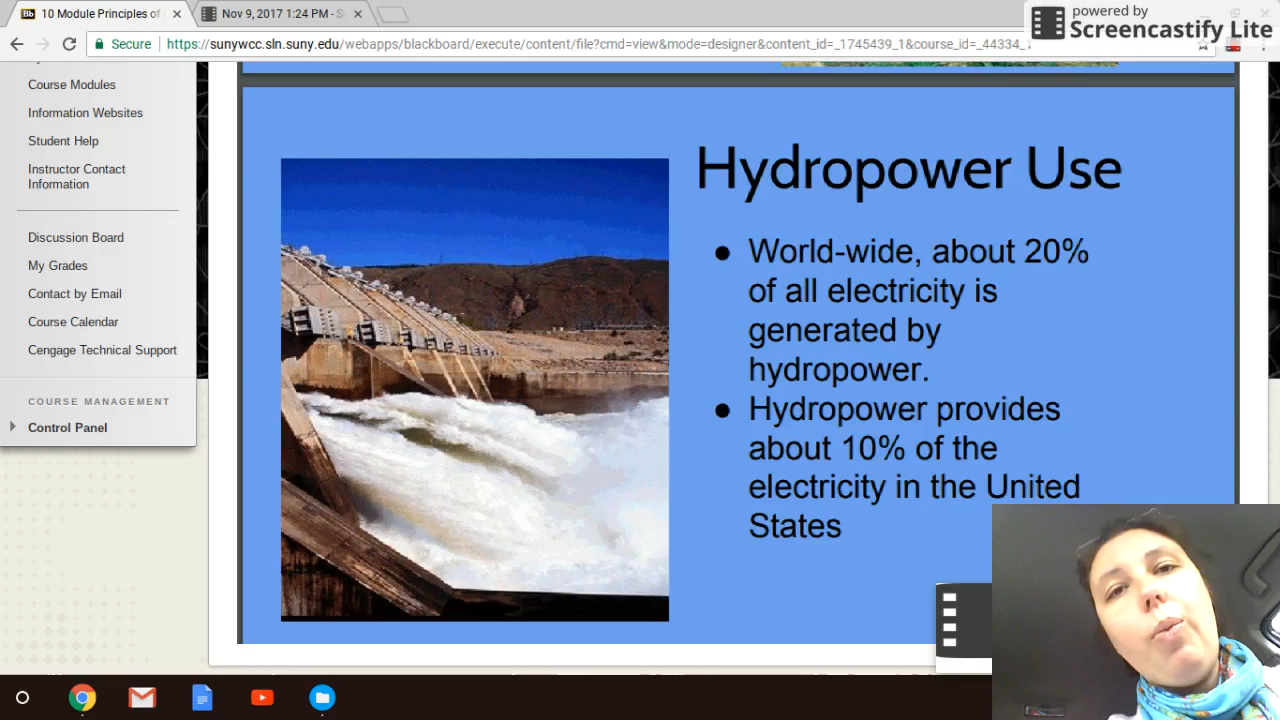 10 Module Principles of
Nov 9, 2017 1:24 PM - S
powered by
Screencastify Lite
Secure
https://sunywcc.sln.suny.edu/webapps/blackboard/execute/content/file?cmd=view&mode=designer&content_id=_1745439_1&course_id=_44334_1
Course Modules
Information Websites
Student Help
Instructor Contact
Information
Discussion Board
My Grades
Contact by Email
Course Calendar
Cengage Technical Support
COURSE MANAGEMENT
Control Panel
Hydropower Use
● World-wide, about 20%
of all electricity is
generated by
hydropower.
● Hydropower provides
about 10% of the
electricity in the United
States